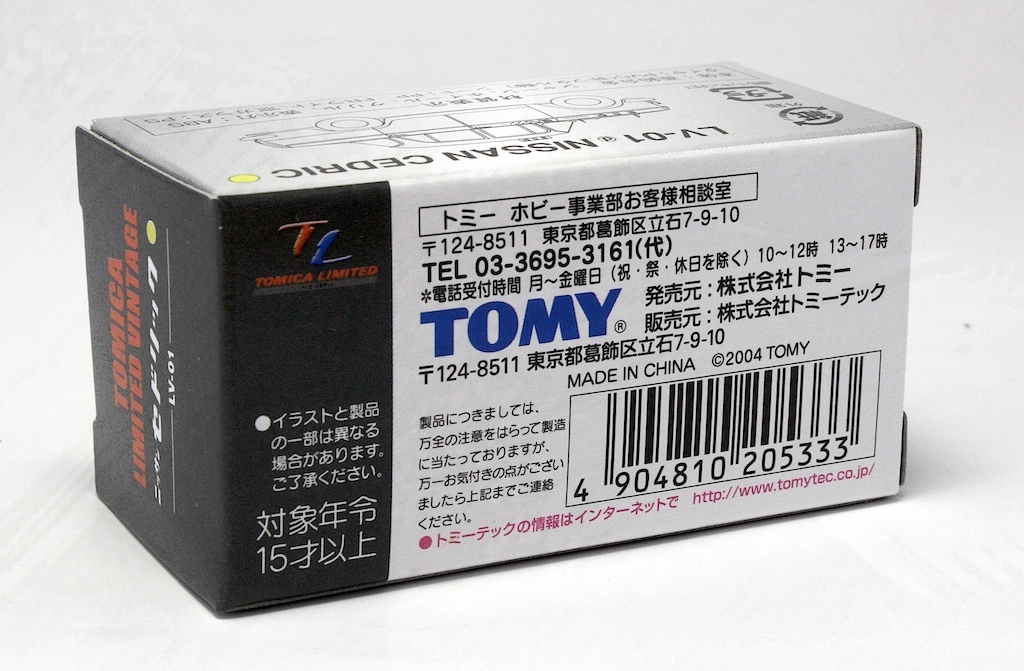 LV-01 ⓓ NISSAN CEDRIC
外箱
紙
TOMICA
LIMITED VINTAGE
セドリック
LV-01
TL
TOMICA LIMITED
●イラストと製品
の一部は異なる
場合があります。
ご了承ください。
対象年令
15才以上
トミー ホビー事業部お客様相談室
〒124-8511 東京都葛飾区立石7-9-10
TEL 03-3695-3161(代)
*電話受付時間 月～金曜日（祝・祭・休日を除く）10～12時 13～17時
TOMY®
発売元：株式会社トミー
販売元：株式会社トミーテック
〒124-8511 東京都葛飾区立石7-9-10
MADE IN CHINA ©2004 TOMY
製品につきましては、
万全の注意をはらって製造
に当たっておりますが、
万一お気付きの点がござい
ましたら上記までご連絡
ください。
4 904810 205333
●トミーテックの情報はインターネットで http://www.tomytec.co.jp/